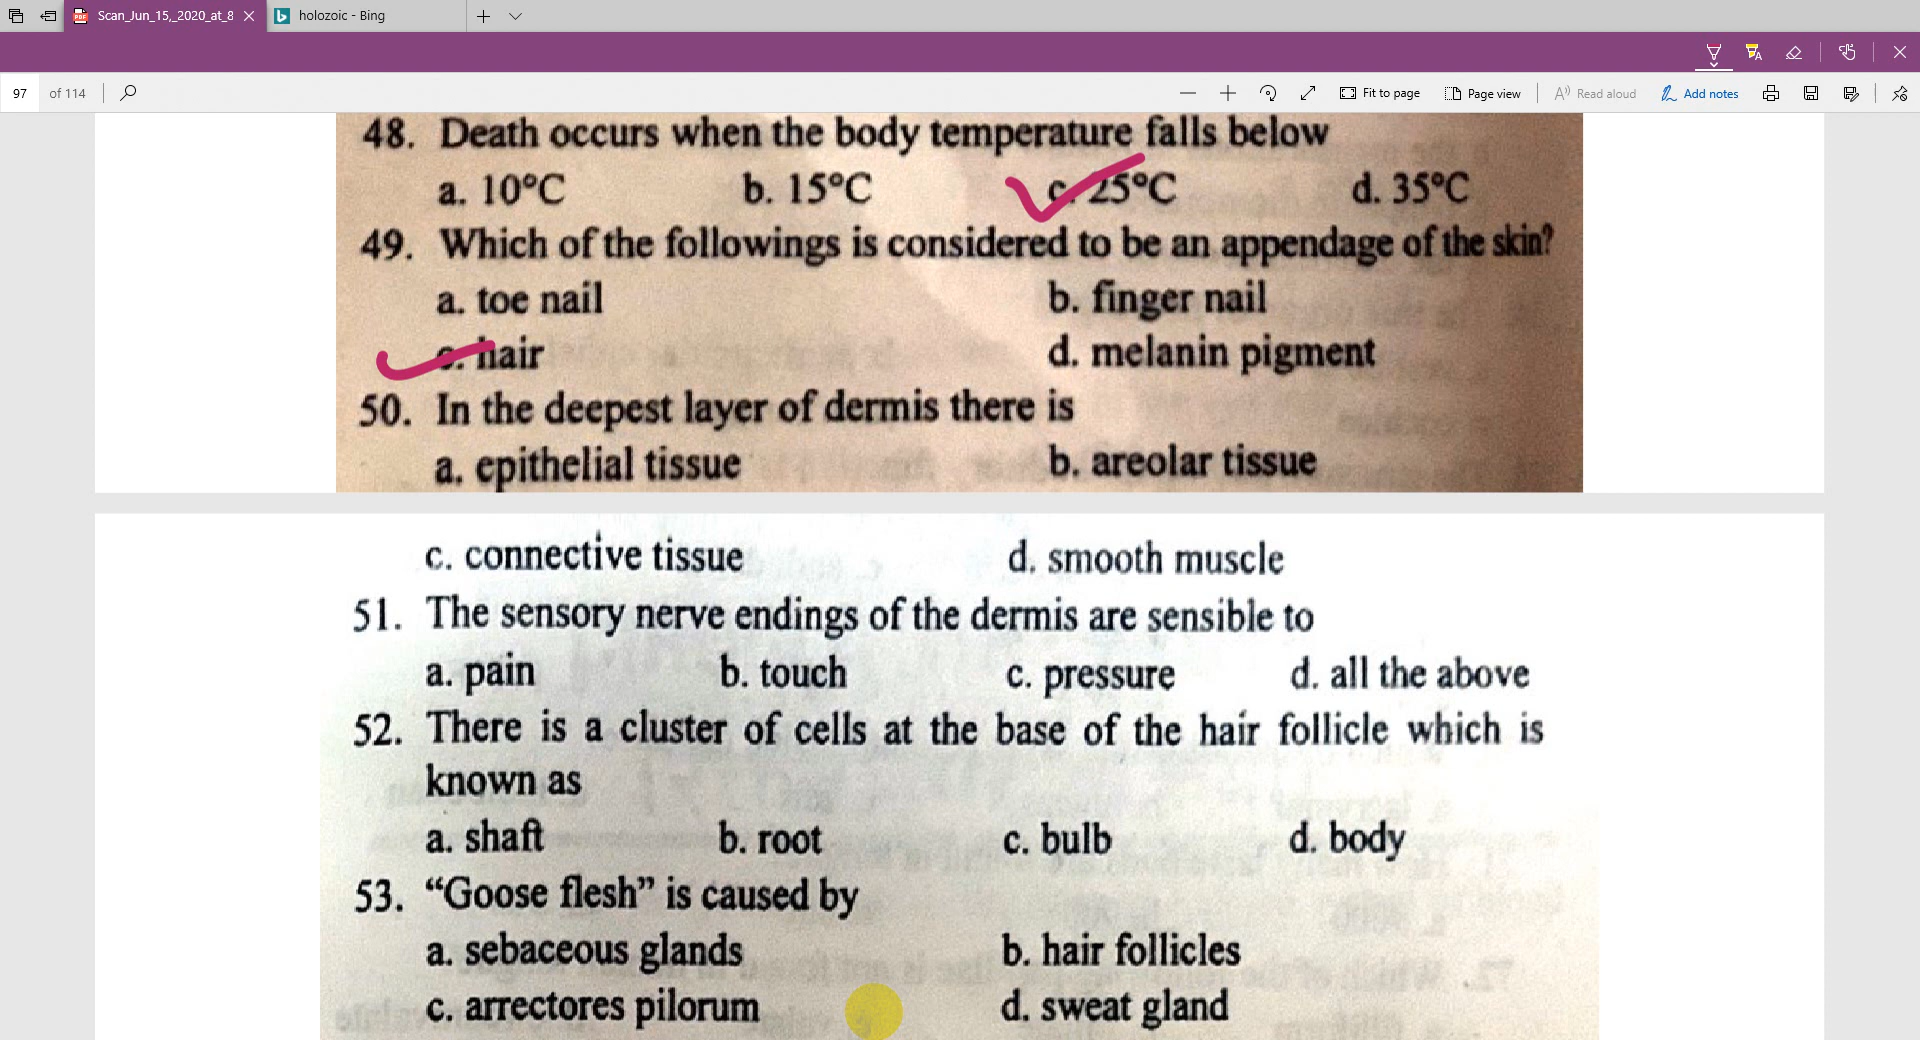 Scan_Jun_15,_2020_at_8
holozoic - Bing
97 of 114
Fit to page
Page view
Read aloud
Add notes
48. Death occurs when the body temperature falls below
a. 10°C b. 15°C c. 25°C d. 35°C
49. Which of the followings is considered to be an appendage of the skin?
a. toe nail b. finger nail
c. hair d. melanin pigment
50. In the deepest layer of dermis there is
a. epithelial tissue b. areolar tissue
c. connective tissue d. smooth muscle
51. The sensory nerve endings of the dermis are sensible to
a. pain b. touch c. pressure d. all the above
52. There is a cluster of cells at the base of the hair follicle which is
known as
a. shaft b. root c. bulb d. body
53. “Goose flesh” is caused by
a. sebaceous glands b. hair follicles
c. arrectores pilorum d. sweat gland